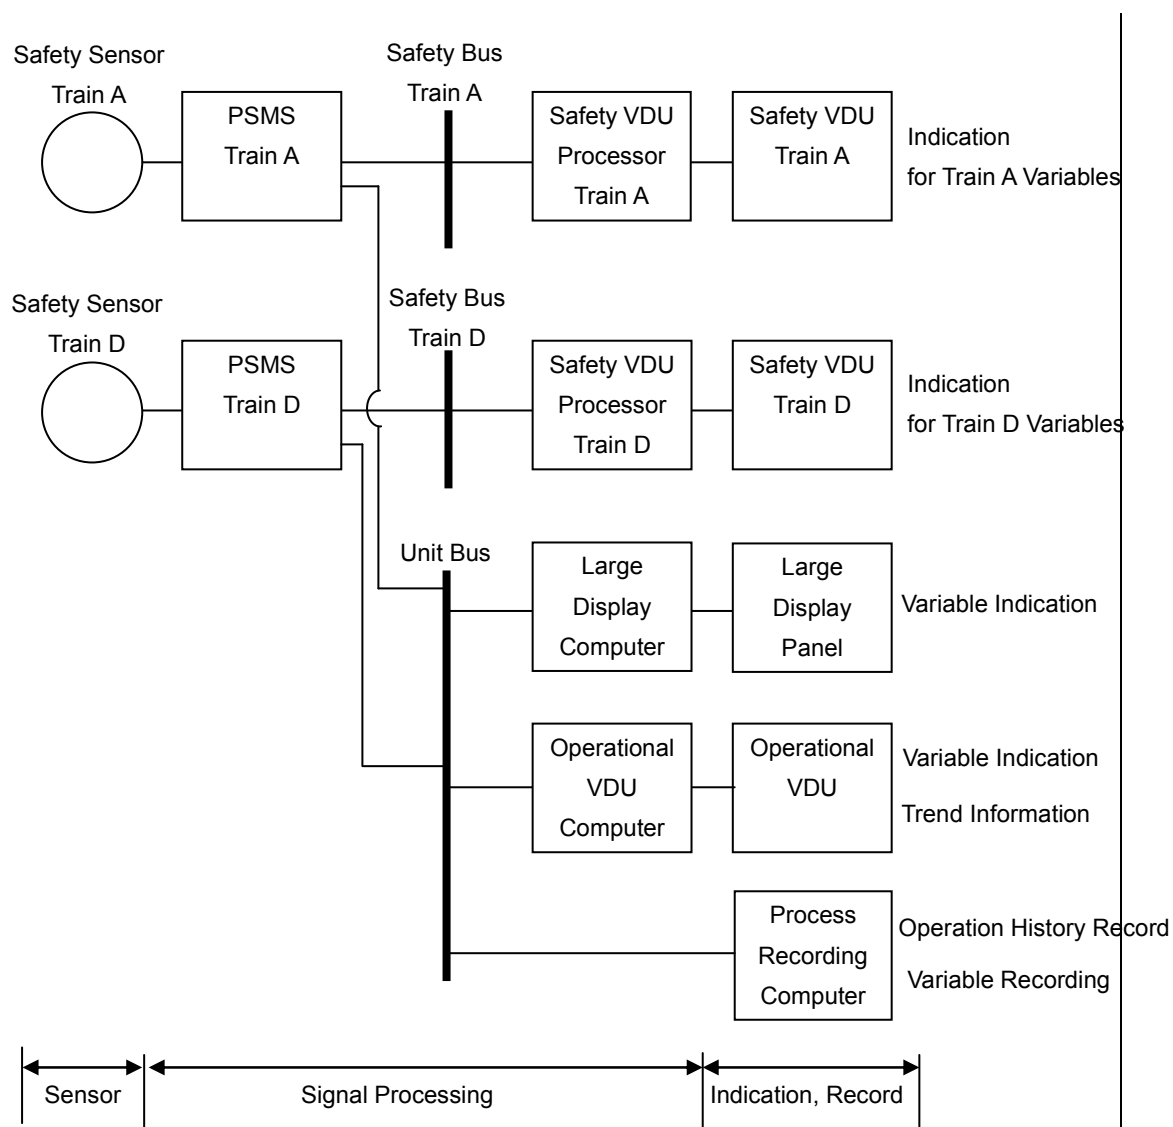 Safety Sensor
Train A
PSMS
Train A
Safety Bus
Train A
Safety VDU
Processor
Train A
Safety VDU
Train A
Indication
for Train A Variables
Safety Sensor
Train D
PSMS
Train D
Safety Bus
Train D
Safety VDU
Processor
Train D
Safety VDU
Train D
Indication
for Train D Variables
Unit Bus
Large
Display
Computer
Large
Display
Panel
Variable Indication
Operational
VDU
Computer
Operational
VDU
Variable Indication
Trend Information
Process
Recording
Computer
Operation History Record
Variable Recording
Sensor
Signal Processing
Indication, Record